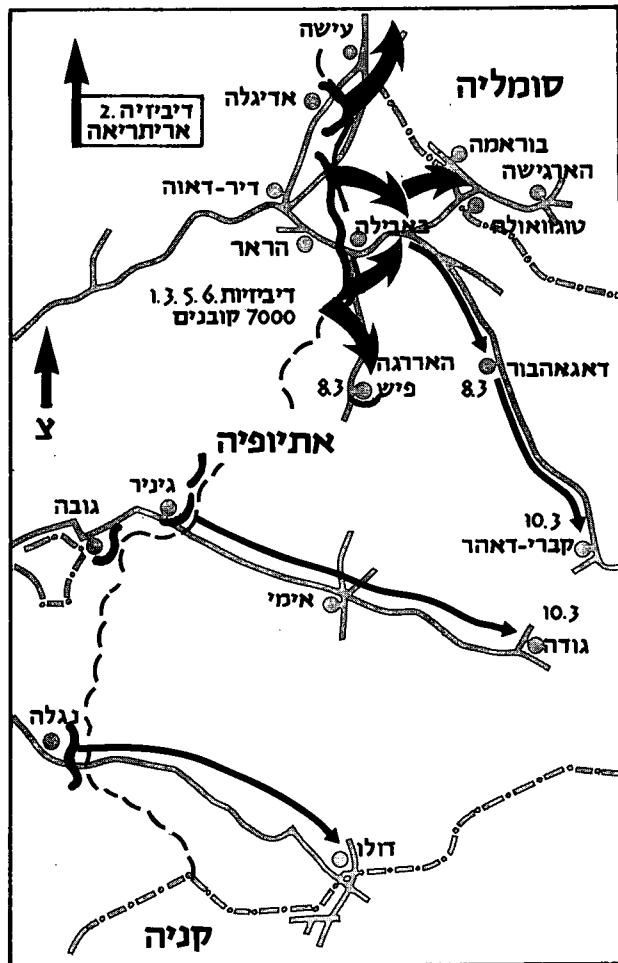 עישה
סומליה
אדיגלה
דיביזיה .2
אריתריאה
בוראמה
הארגישה
דיר-דאוה
באבילה
טוגוואולה
הראר
דיביזיות .1.3.5.6
7000 קובנים
האררגה
דאגאהבור
8.3
פיש
8.3
צ
אתיופיה
גיניר
גובה
10.3
קברי-דאהר
אימי
10.3
גודה
נגלה
דולו
קניה